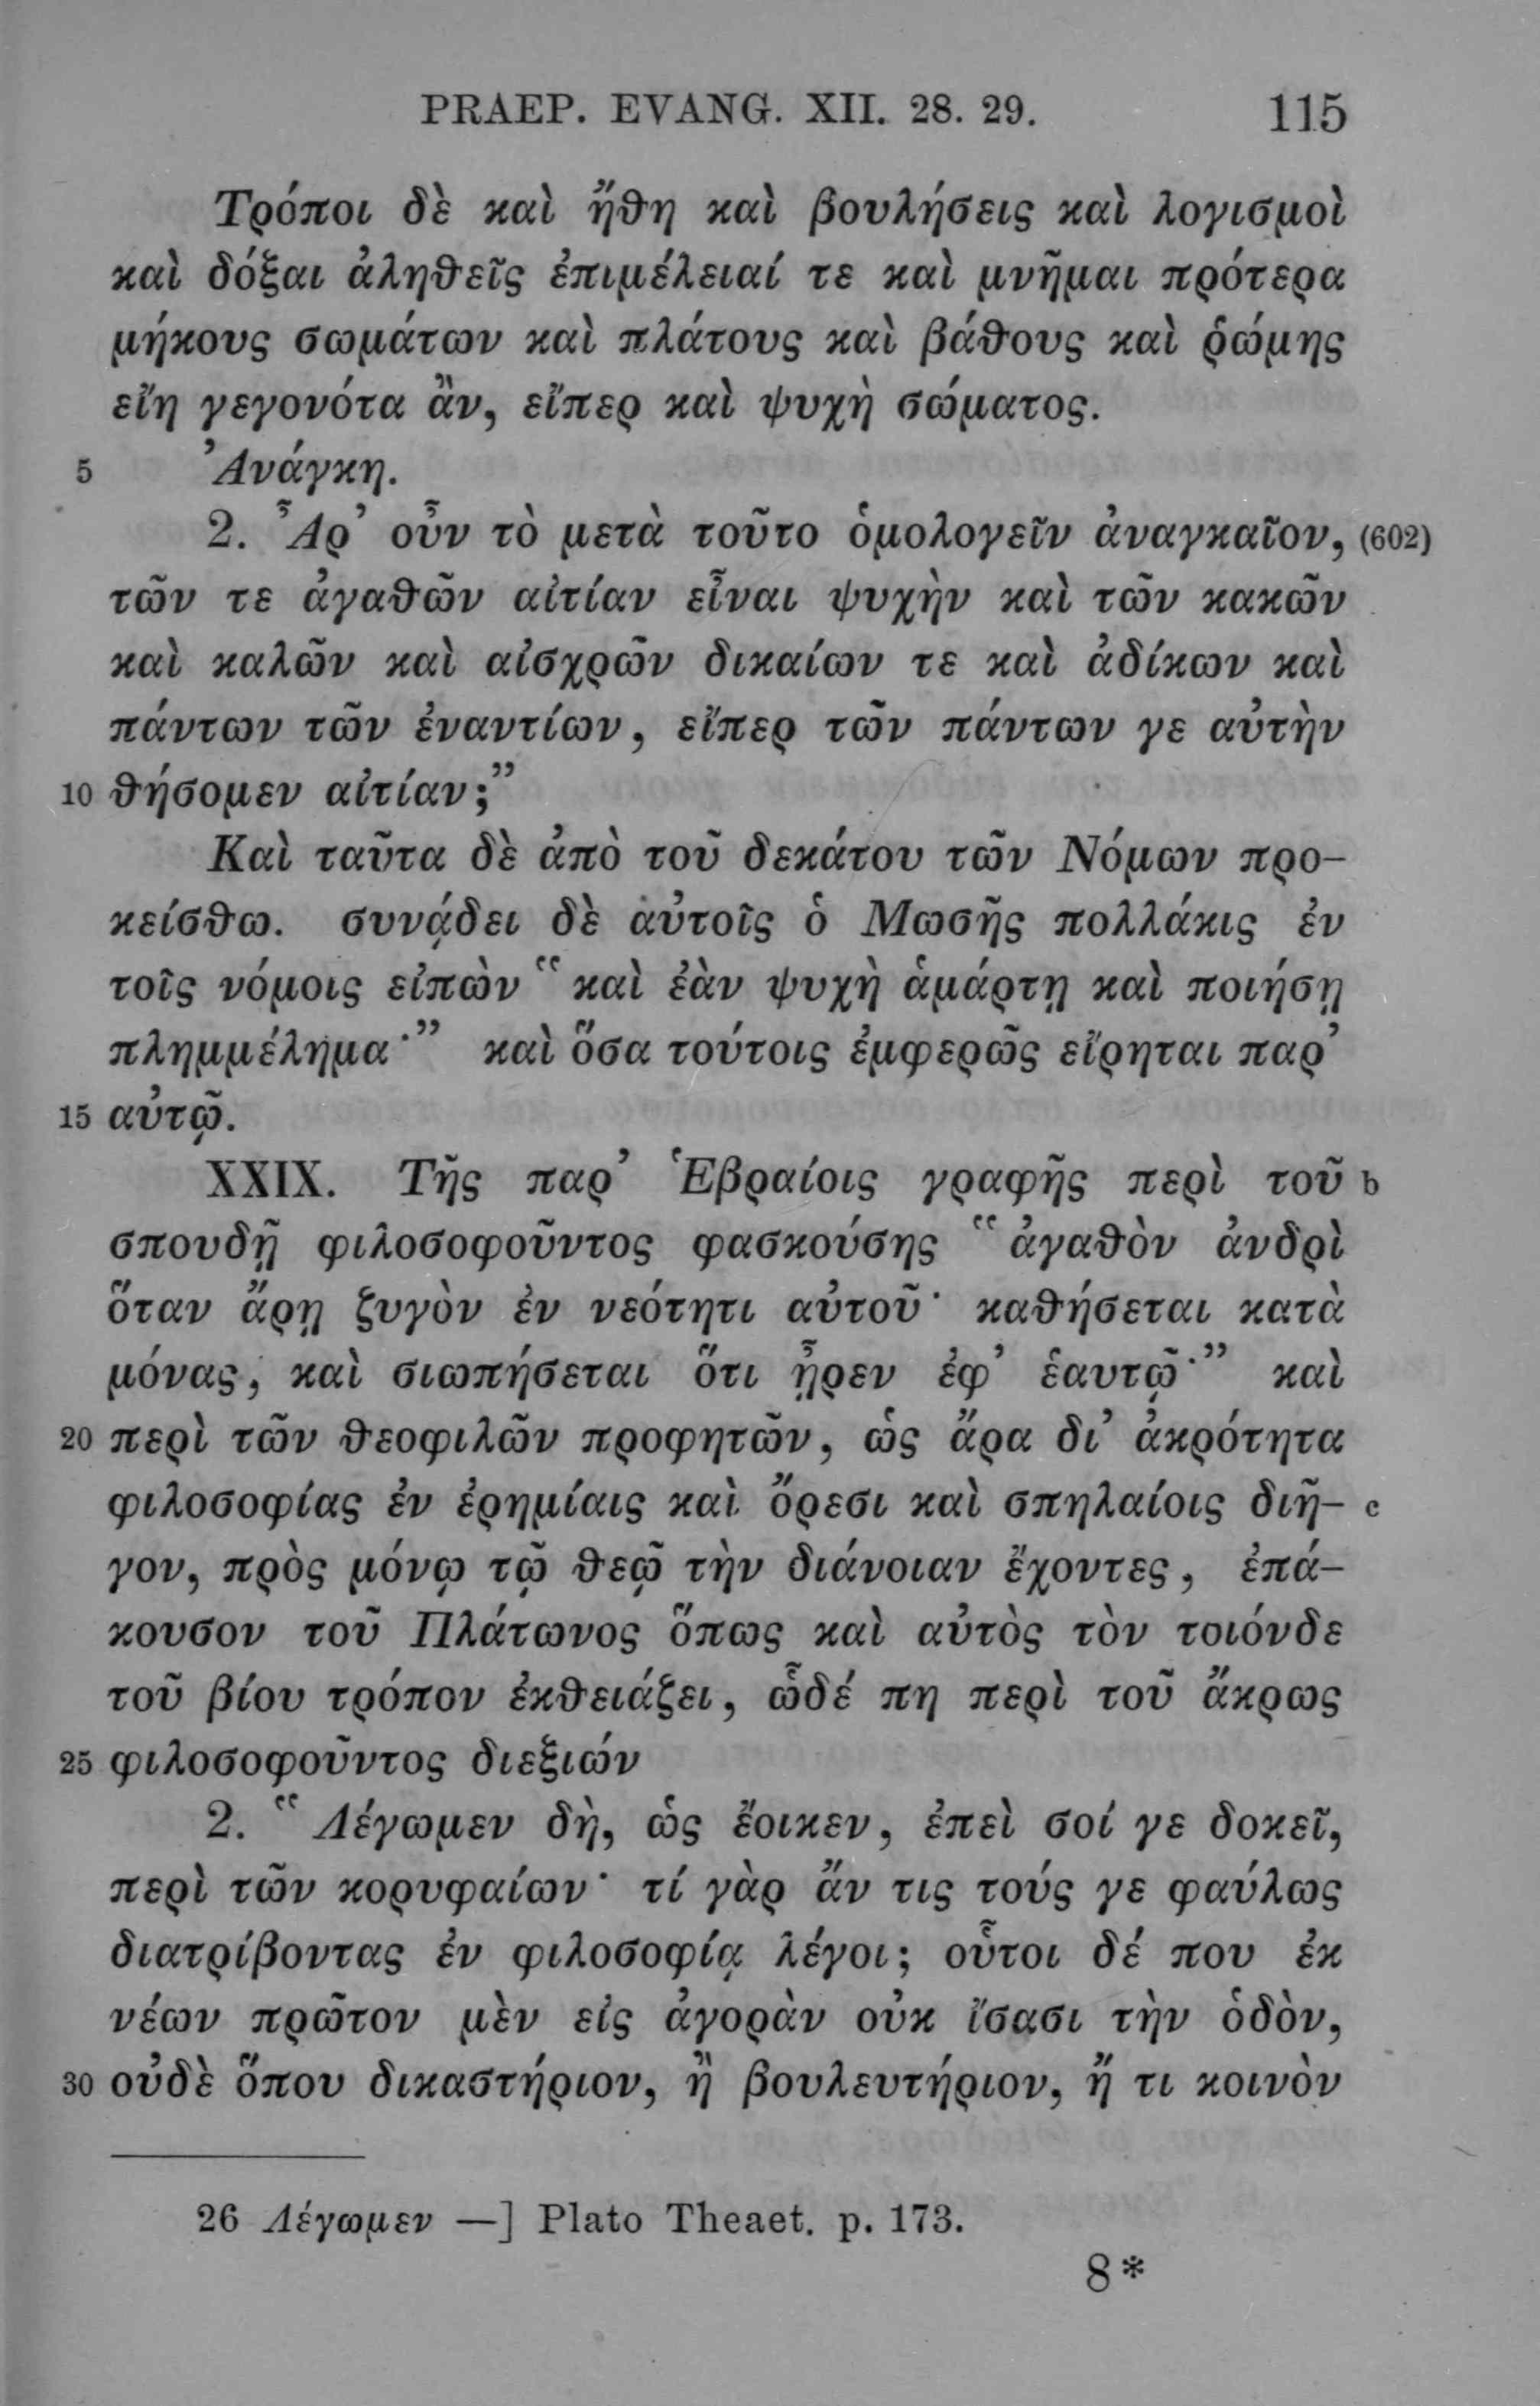 PRAEP. EVANG. XII. 28. 29. 115
Τρόποι δὲ καὶ ἤθη καὶ βουλήσεις καὶ λογισμοὶ
καὶ δόξαι ἀληθεῖς ἐπιμέλειαί τε καὶ μνῆμαι πρότερα
μήκους σωμάτων καὶ πλάτους καὶ βάθους καὶ ῥώμης
εἴη γεγονότα ἂν, εἴπερ καὶ ψυχὴ σώματος.
5 Ἀνάγκη.
2. Ἆρ’ οὖν τὸ μετὰ τοῦτο ὁμολογεῖν ἀναγκαῖον, (602)
τῶν τε ἀγαθῶν αἰτίαν εἶναι ψυχὴν καὶ τῶν κακῶν
καὶ καλῶν καὶ αἰσχρῶν δικαίων τε καὶ ἀδίκων καὶ
πάντων τῶν ἐναντίων, εἴπερ τῶν πάντων γε αὐτὴν
10 θήσομεν αἰτίαν;”
Καὶ ταῦτα δὲ ἀπὸ τοῦ δεκάτου τῶν Νόμων προ-
κείσθω. συνᾴδει δὲ αὐτοῖς ὁ Μωσῆς πολλάκις ἐν
τοῖς νόμοις εἰπὼν “καὶ ἐὰν ψυχὴ ἁμάρτῃ καὶ ποιήσῃ
πλημμέλημα·” καὶ ὅσα τούτοις ἐμφερῶς εἴρηται παρ’
15 αὐτῷ.
XXIX. Τῆς παρ’ Ἑβραίοις γραφῆς περὶ τοῦ b
σπουδῇ φιλοσοφοῦντος φασκούσης “ἀγαθὸν ἀνδρὶ
ὅταν ἄρῃ ζυγὸν ἐν νεότητι αὐτοῦ· καθήσεται κατὰ
μόνας, καὶ σιωπήσεται ὅτι ᾖρεν ἐφ’ ἑαυτῷ·” καὶ
20 περὶ τῶν θεοφιλῶν προφητῶν, ὡς ἄρα δι’ ἀκρότητα
φιλοσοφίας ἐν ἐρημίαις καὶ ὄρεσι καὶ σπηλαίοις διῆ- c
γον, πρὸς μόνῳ τῷ θεῷ τὴν διάνοιαν ἔχοντες, ἐπά-
κουσον τοῦ Πλάτωνος ὅπως καὶ αὐτὸς τὸν τοιόνδε
τοῦ βίου τρόπον ἐκθειάζει, ὧδέ πη περὶ τοῦ ἄκρως
25 φιλοσοφοῦντος διεξιών
2. “Λέγωμεν δὴ, ὡς ἔοικεν, ἐπεὶ σοί γε δοκεῖ,
περὶ τῶν κορυφαίων· τί γὰρ ἄν τις τούς γε φαύλως
διατρίβοντας ἐν φιλοσοφίᾳ λέγοι; οὗτοι δέ που ἐκ
νέων πρῶτον μὲν εἰς ἀγορὰν οὐκ ἴσασι τὴν ὁδὸν,
30 οὐδὲ ὅπου δικαστήριον, ἢ βουλευτήριον, ἤ τι κοινὸν
26 Λέγωμεν —] Plato Theaet. p. 173.
8*